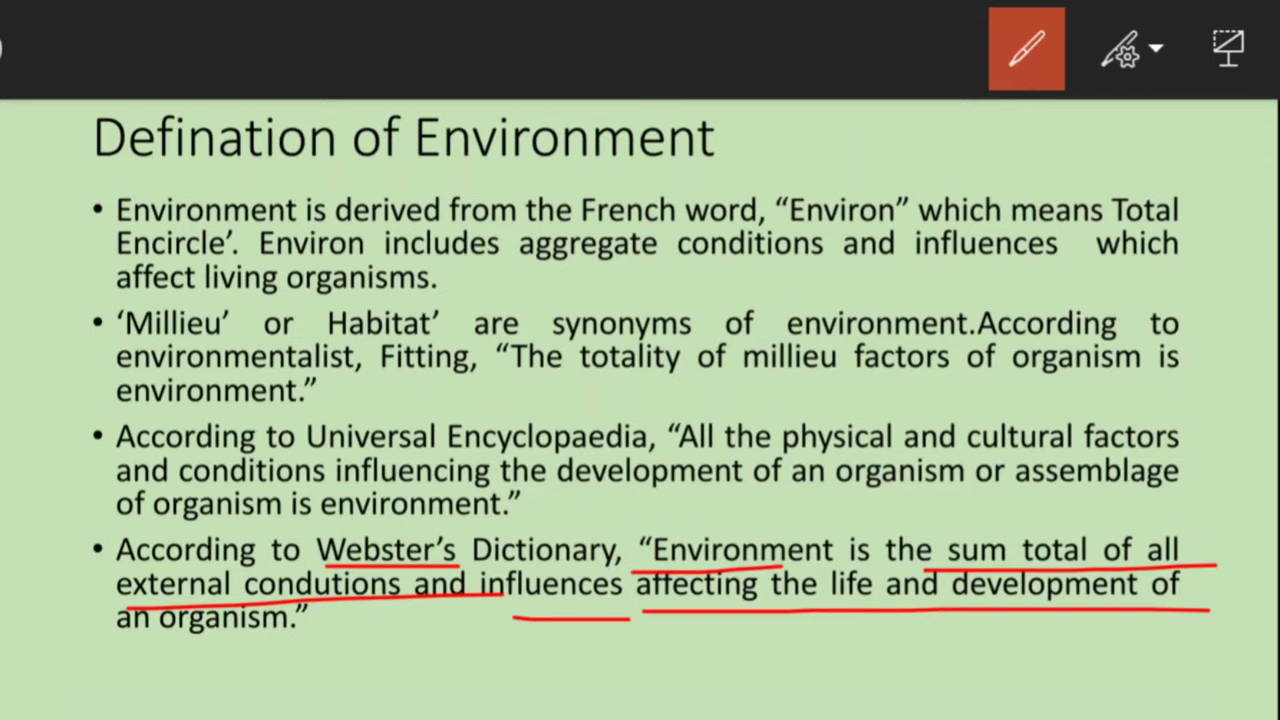 Defination of Environment
• Environment is derived from the French word, “Environ” which means Total
Encircle’. Environ includes aggregate conditions and influences which
affect living organisms.
• ‘Millieu’ or Habitat’ are synonyms of environment.According to
environmentalist, Fitting, “The totality of millieu factors of organism is
environment.”
• According to Universal Encyclopaedia, “All the physical and cultural factors
and conditions influencing the development of an organism or assemblage
of organism is environment.”
• According to Webster’s Dictionary, “Environment is the sum total of all
external condutions and influences affecting the life and development of
an organism.”